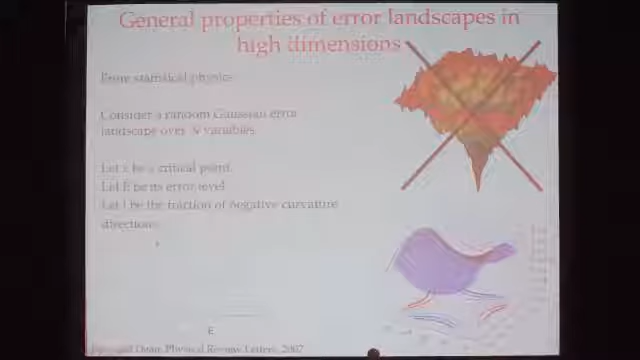 General properties of error landscapes in
high dimensions
From statistical physics
Consider a random Gaussian error
landscape over N variables.
Let x be a critical point.
Let E be its error level.
Let f be the fraction of negative curvature
directions.
E
and Dean, Physical Review Letters, 2007